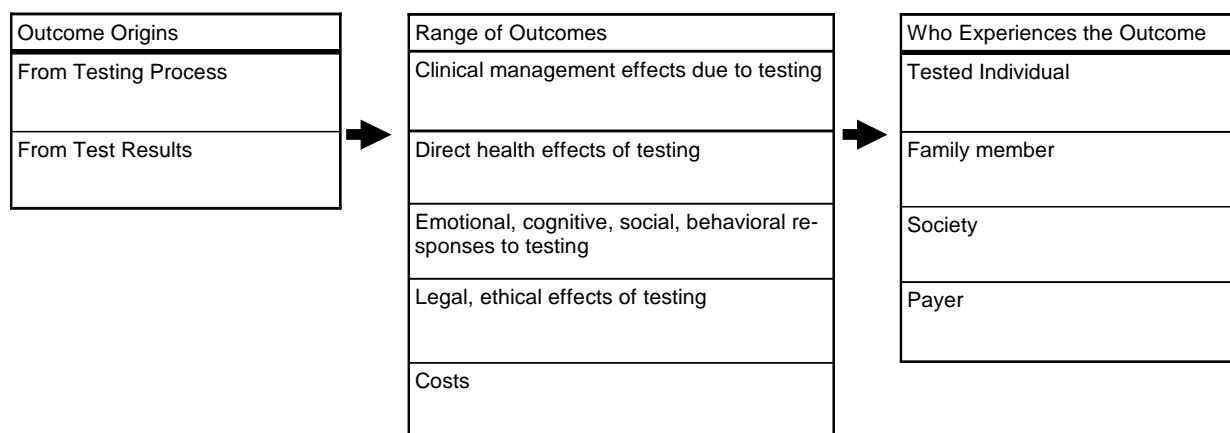 Outcome Origins
From Testing Process
From Test Results
Range of Outcomes
Clinical management effects due to testing
Direct health effects of testing
Emotional, cognitive, social, behavioral re-
sponses to testing
Legal, ethical effects of testing
Costs
Who Experiences the Outcome
Tested Individual
Family member
Society
Payer